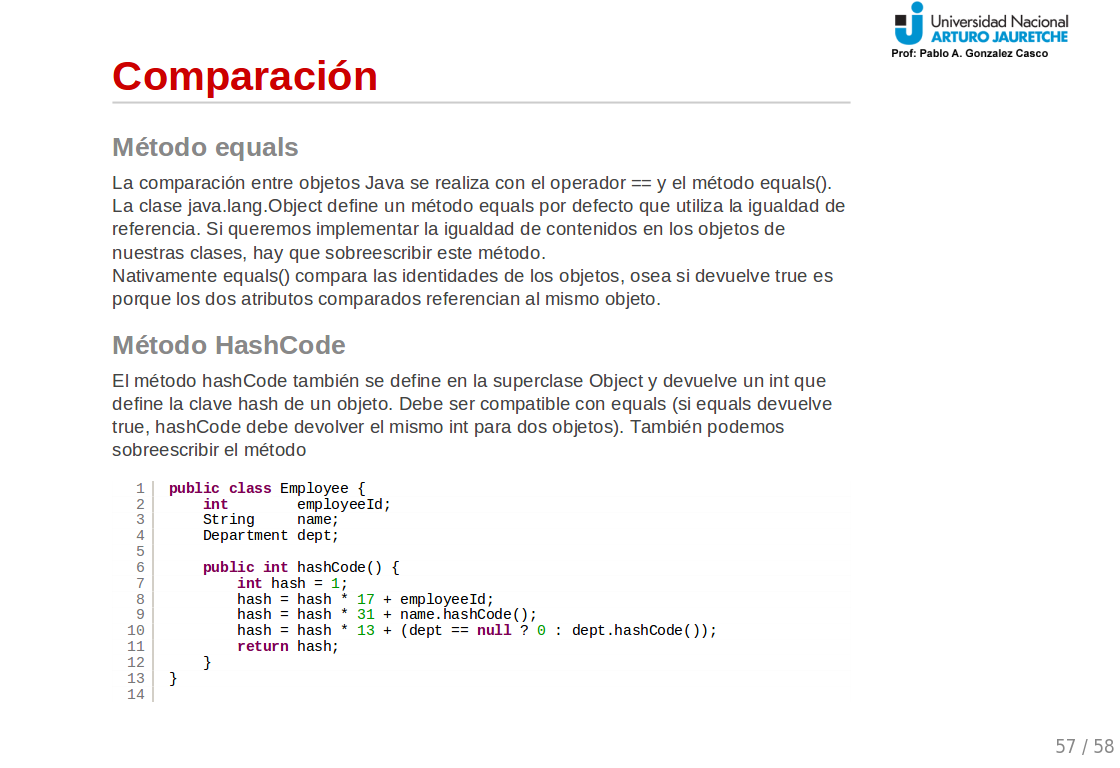 Universidad Nacional
ARTURO JAURETCHE
Prof: Pablo A. Gonzalez Casco
Comparación
Método equals
La comparación entre objetos Java se realiza con el operador == y el método equals().
La clase java.lang.Object define un método equals por defecto que utiliza la igualdad de
referencia. Si queremos implementar la igualdad de contenidos en los objetos de
nuestras clases, hay que sobreescribir este método.
Nativamente equals() compara las identidades de los objetos, osea si devuelve true es
porque los dos atributos comparados referencian al mismo objeto.
Método HashCode
El método hashCode también se define en la superclase Object y devuelve un int que
define la clave hash de un objeto. Debe ser compatible con equals (si equals devuelve
true, hashCode debe devolver el mismo int para dos objetos). También podemos
sobreescribir el método
1 public class Employee {
2     int        employeeId;
3     String     name;
4     Department dept;
5
6     public int hashCode() {
7         int hash = 1;
8         hash = hash * 17 + employeeId;
9         hash = hash * 31 + name.hashCode();
10         hash = hash * 13 + (dept == null ? 0 : dept.hashCode());
11         return hash;
12     }
13 }
14
57 / 58